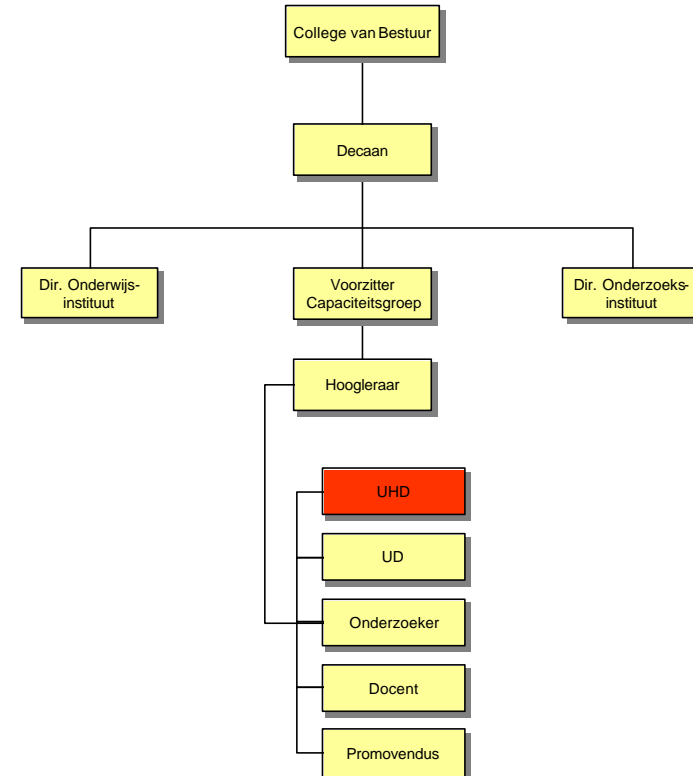 College van Bestuur
Decaan
Dir. Onderwijs-
instituut
Voorzitter
Capaciteitsgroep
Dir. Onderzoeks-
instituut
Hoogleraar
UHD
UD
Onderzoeker
Docent
Promovendus